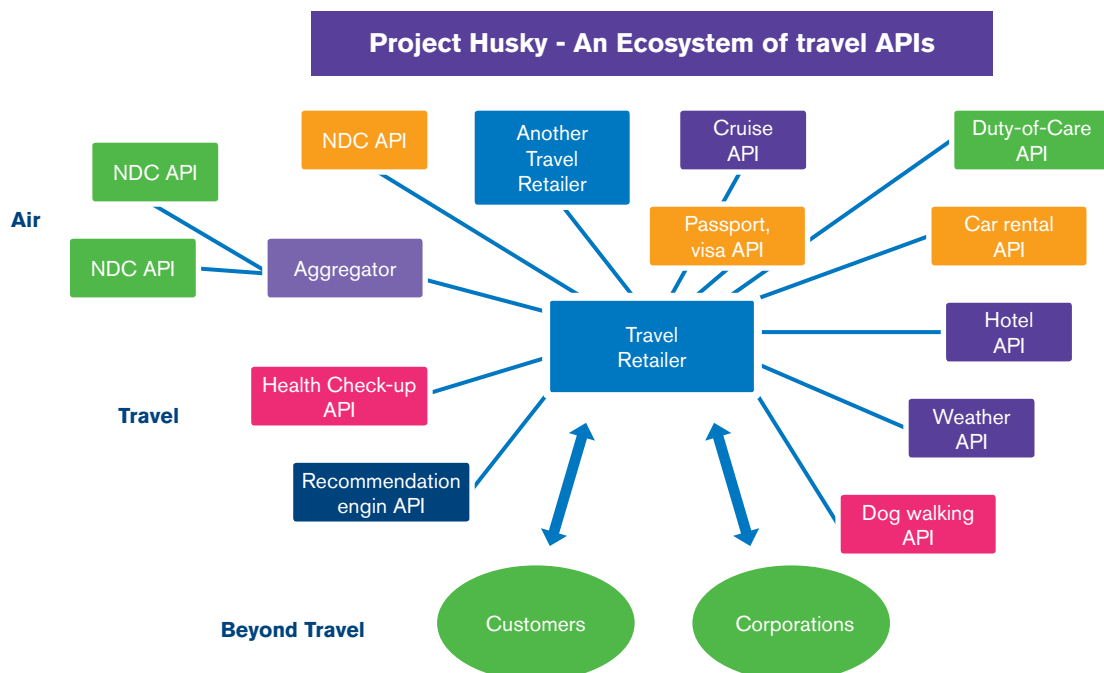 Project Husky - An Ecosystem of travel APIs
NDC API
NDC API
Another
Travel
Retailer
Cruise
API
Duty-of-Care
API
Air
NDC API
Aggregator
Passport,
visa API
Car rental
API
Travel
Retailer
Hotel
API
Travel
Health Check-up
API
Weather
API
Recommendation
engin API
Dog walking
API
Beyond Travel
Customers
Corporations